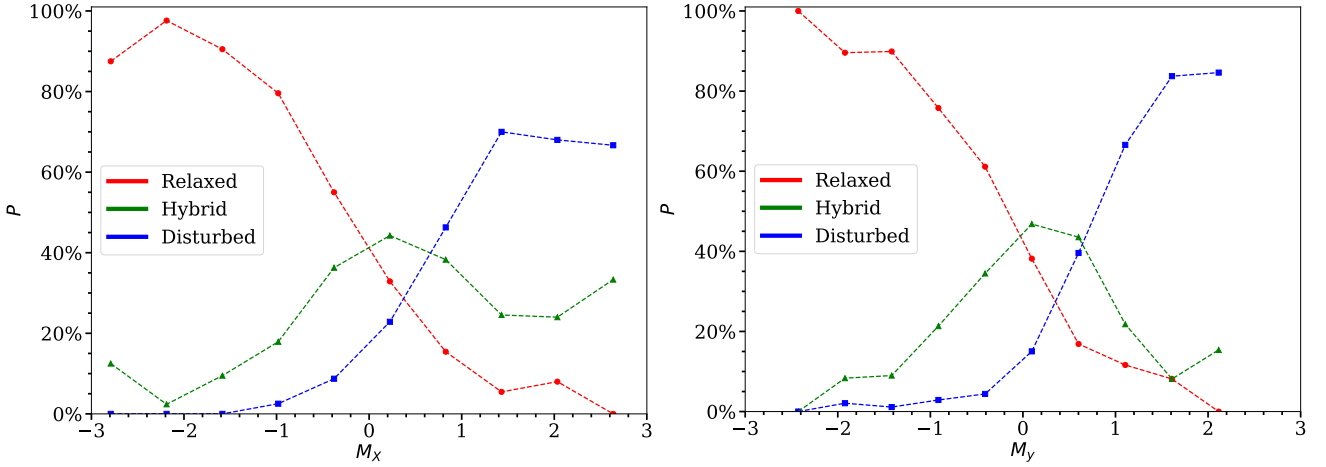 100%
80%
60%
40%
20%
0%
P
Relaxed
Hybrid
Disturbed
−3 −2 −1 0 1 2 3
M_X
100%
80%
60%
40%
20%
0%
P
Relaxed
Hybrid
Disturbed
−3 −2 −1 0 1 2 3
M_y